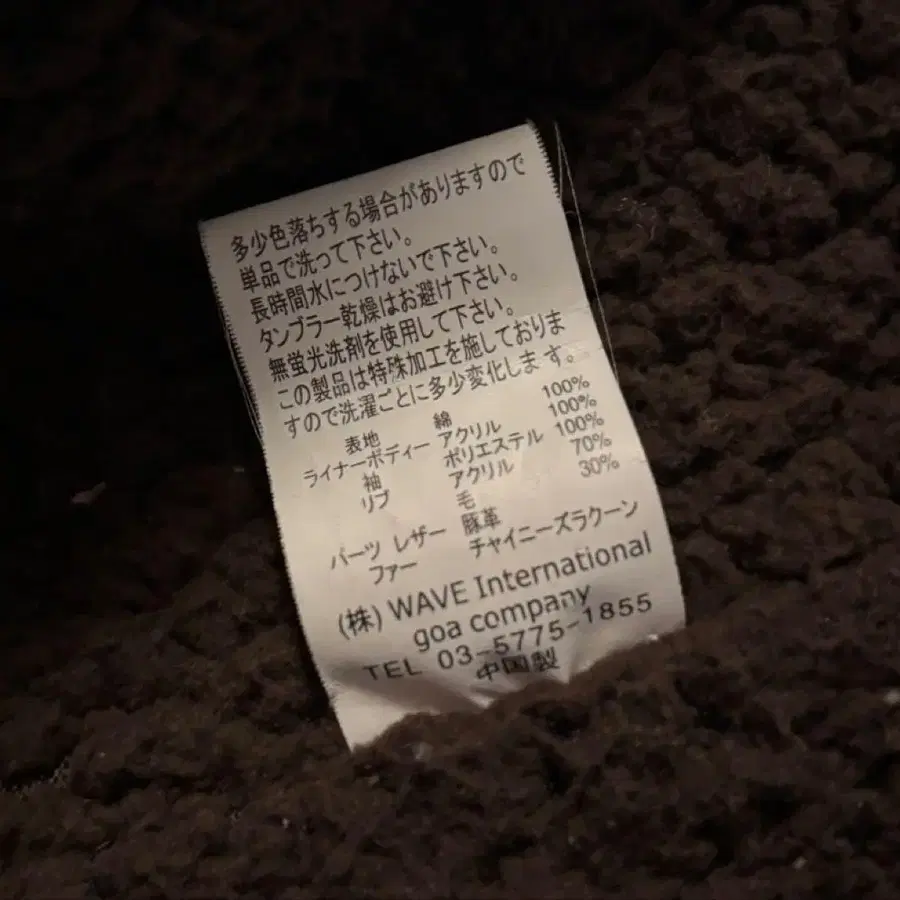 多少色落ちする場合がありますので
単品で洗って下さい。
長時間水につけないで下さい。
タンブラー乾燥はお避け下さい。
無蛍光洗剤を使用して下さい。
この製品は特殊加工を施しておりま
すので洗濯ごとに多少変化します。
表地 綿 100%
ライナーボディー アクリル 100%
袖 ポリエステル 100%
リブ アクリル 70%
毛 30%
パーツ レザー 豚革
ファー チャイニーズラクーン
(株) WAVE International
goa company
TEL 03-5775-1855
中国製